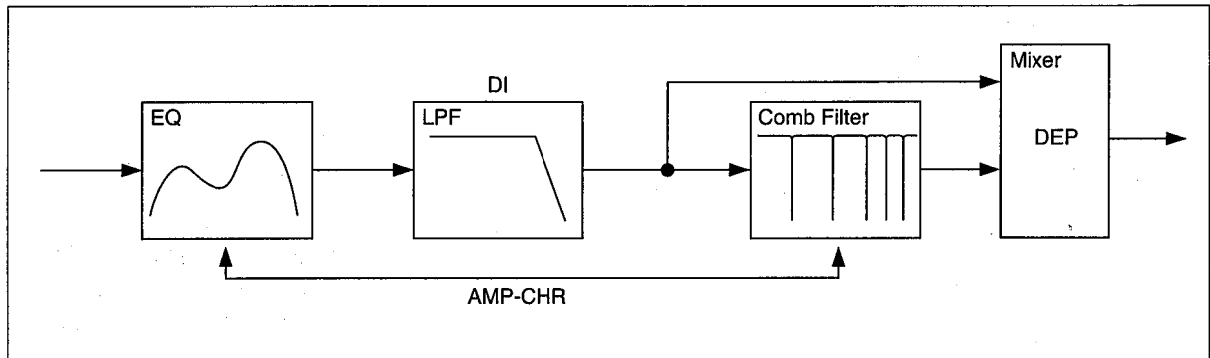 Mixer
DI
EQ
LPF
Comb Filter
DEP
AMP-CHR